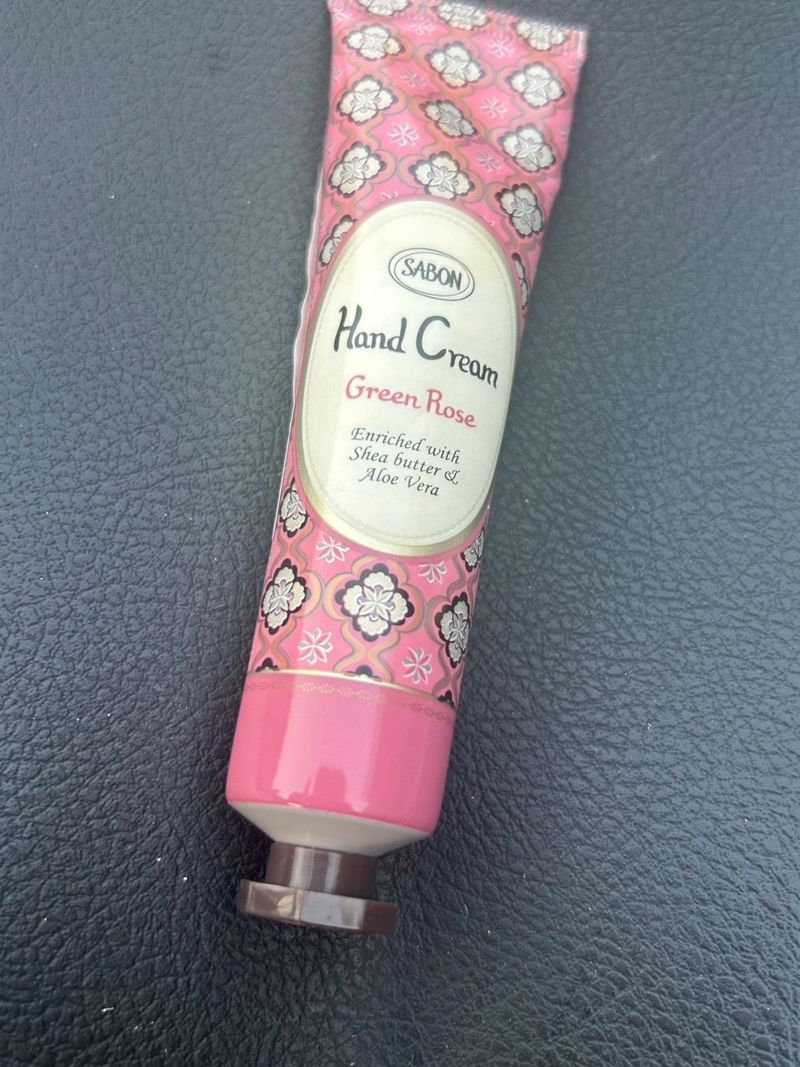 SABON
Hand Cream
Green Rose
Enriched with
Shea butter &
Aloe Vera